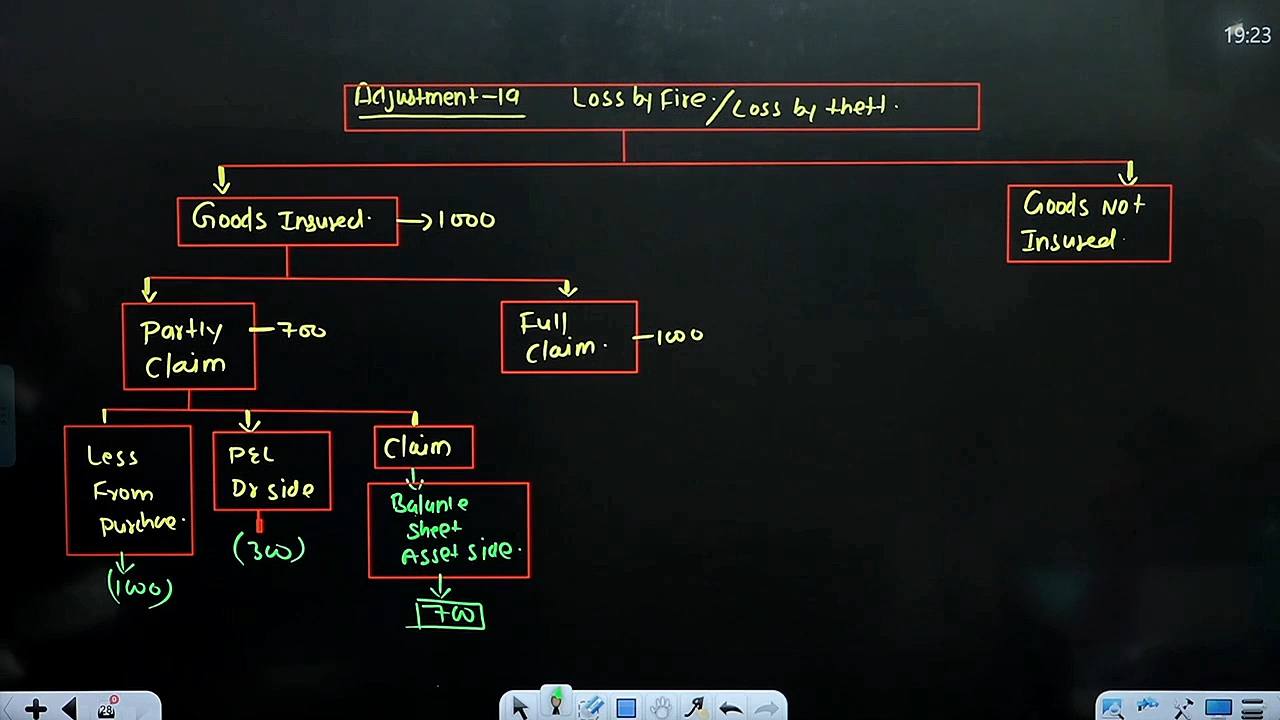 19:23
Adjustment-19 Loss by Fire./Loss by theft.
Goods Insured. → 1000
Goods Not
Insured.
Partly
Claim
- 700
Full
Claim.
- 1000
Less
From
Purchase.
(1000)
P&L
Dr side
(300)
Claim
Balance
Sheet
Asset side.
700
28